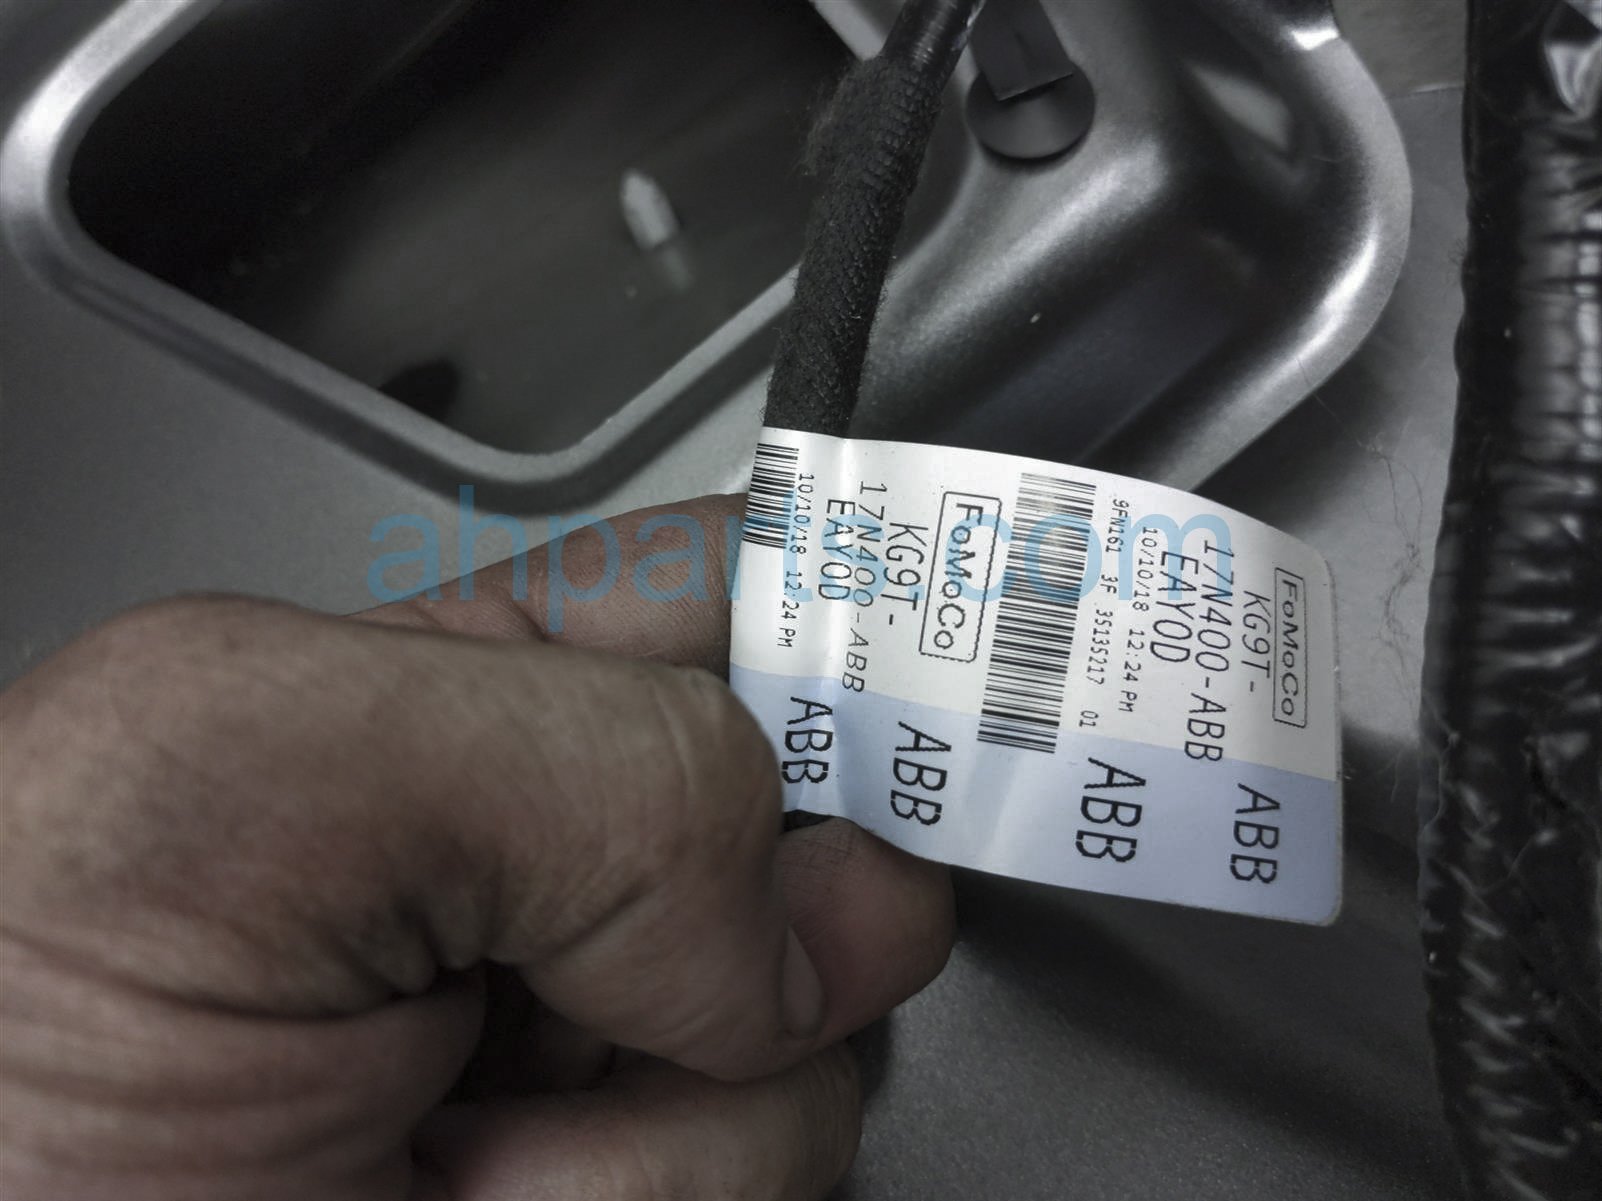 FoMoCo
KG9T-
17N400-ABB
EAYOD
10/10/18 12:24 PM
9FN161 3F 35135217 01
ABB
ABB
FoMoCo
KG9T-
17N400-ABB
EAYOD
10/10/18 12:24 PM
ABB
ABB
ahparts.com